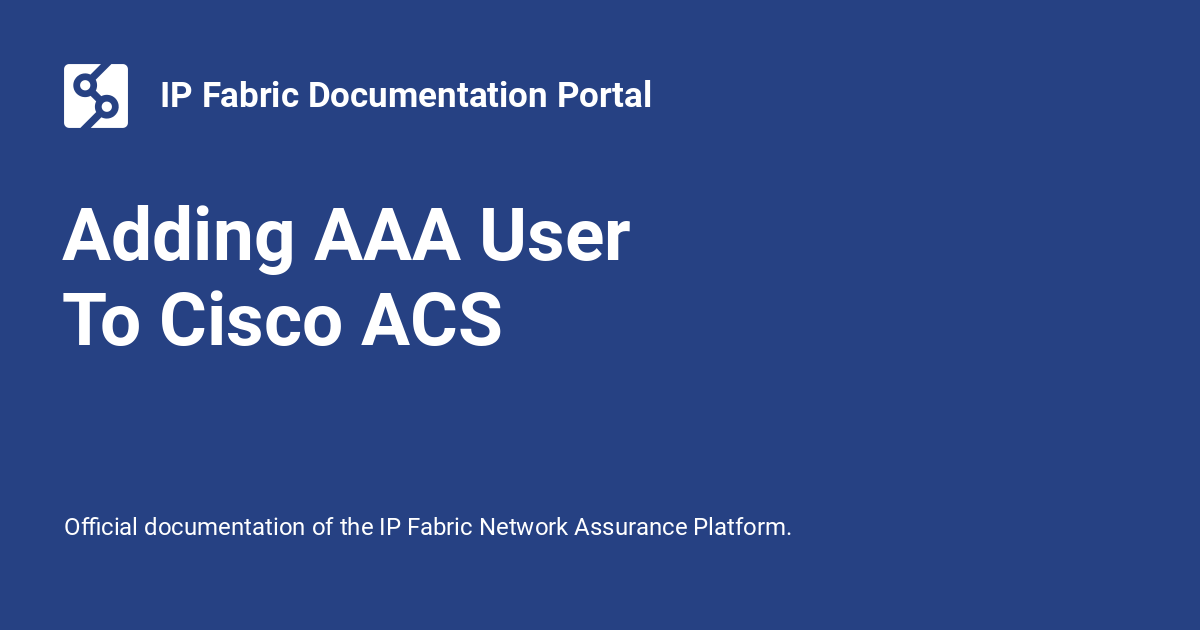 IP Fabric Documentation Portal
Adding AAA User
To Cisco ACS
Official documentation of the IP Fabric Network Assurance Platform.